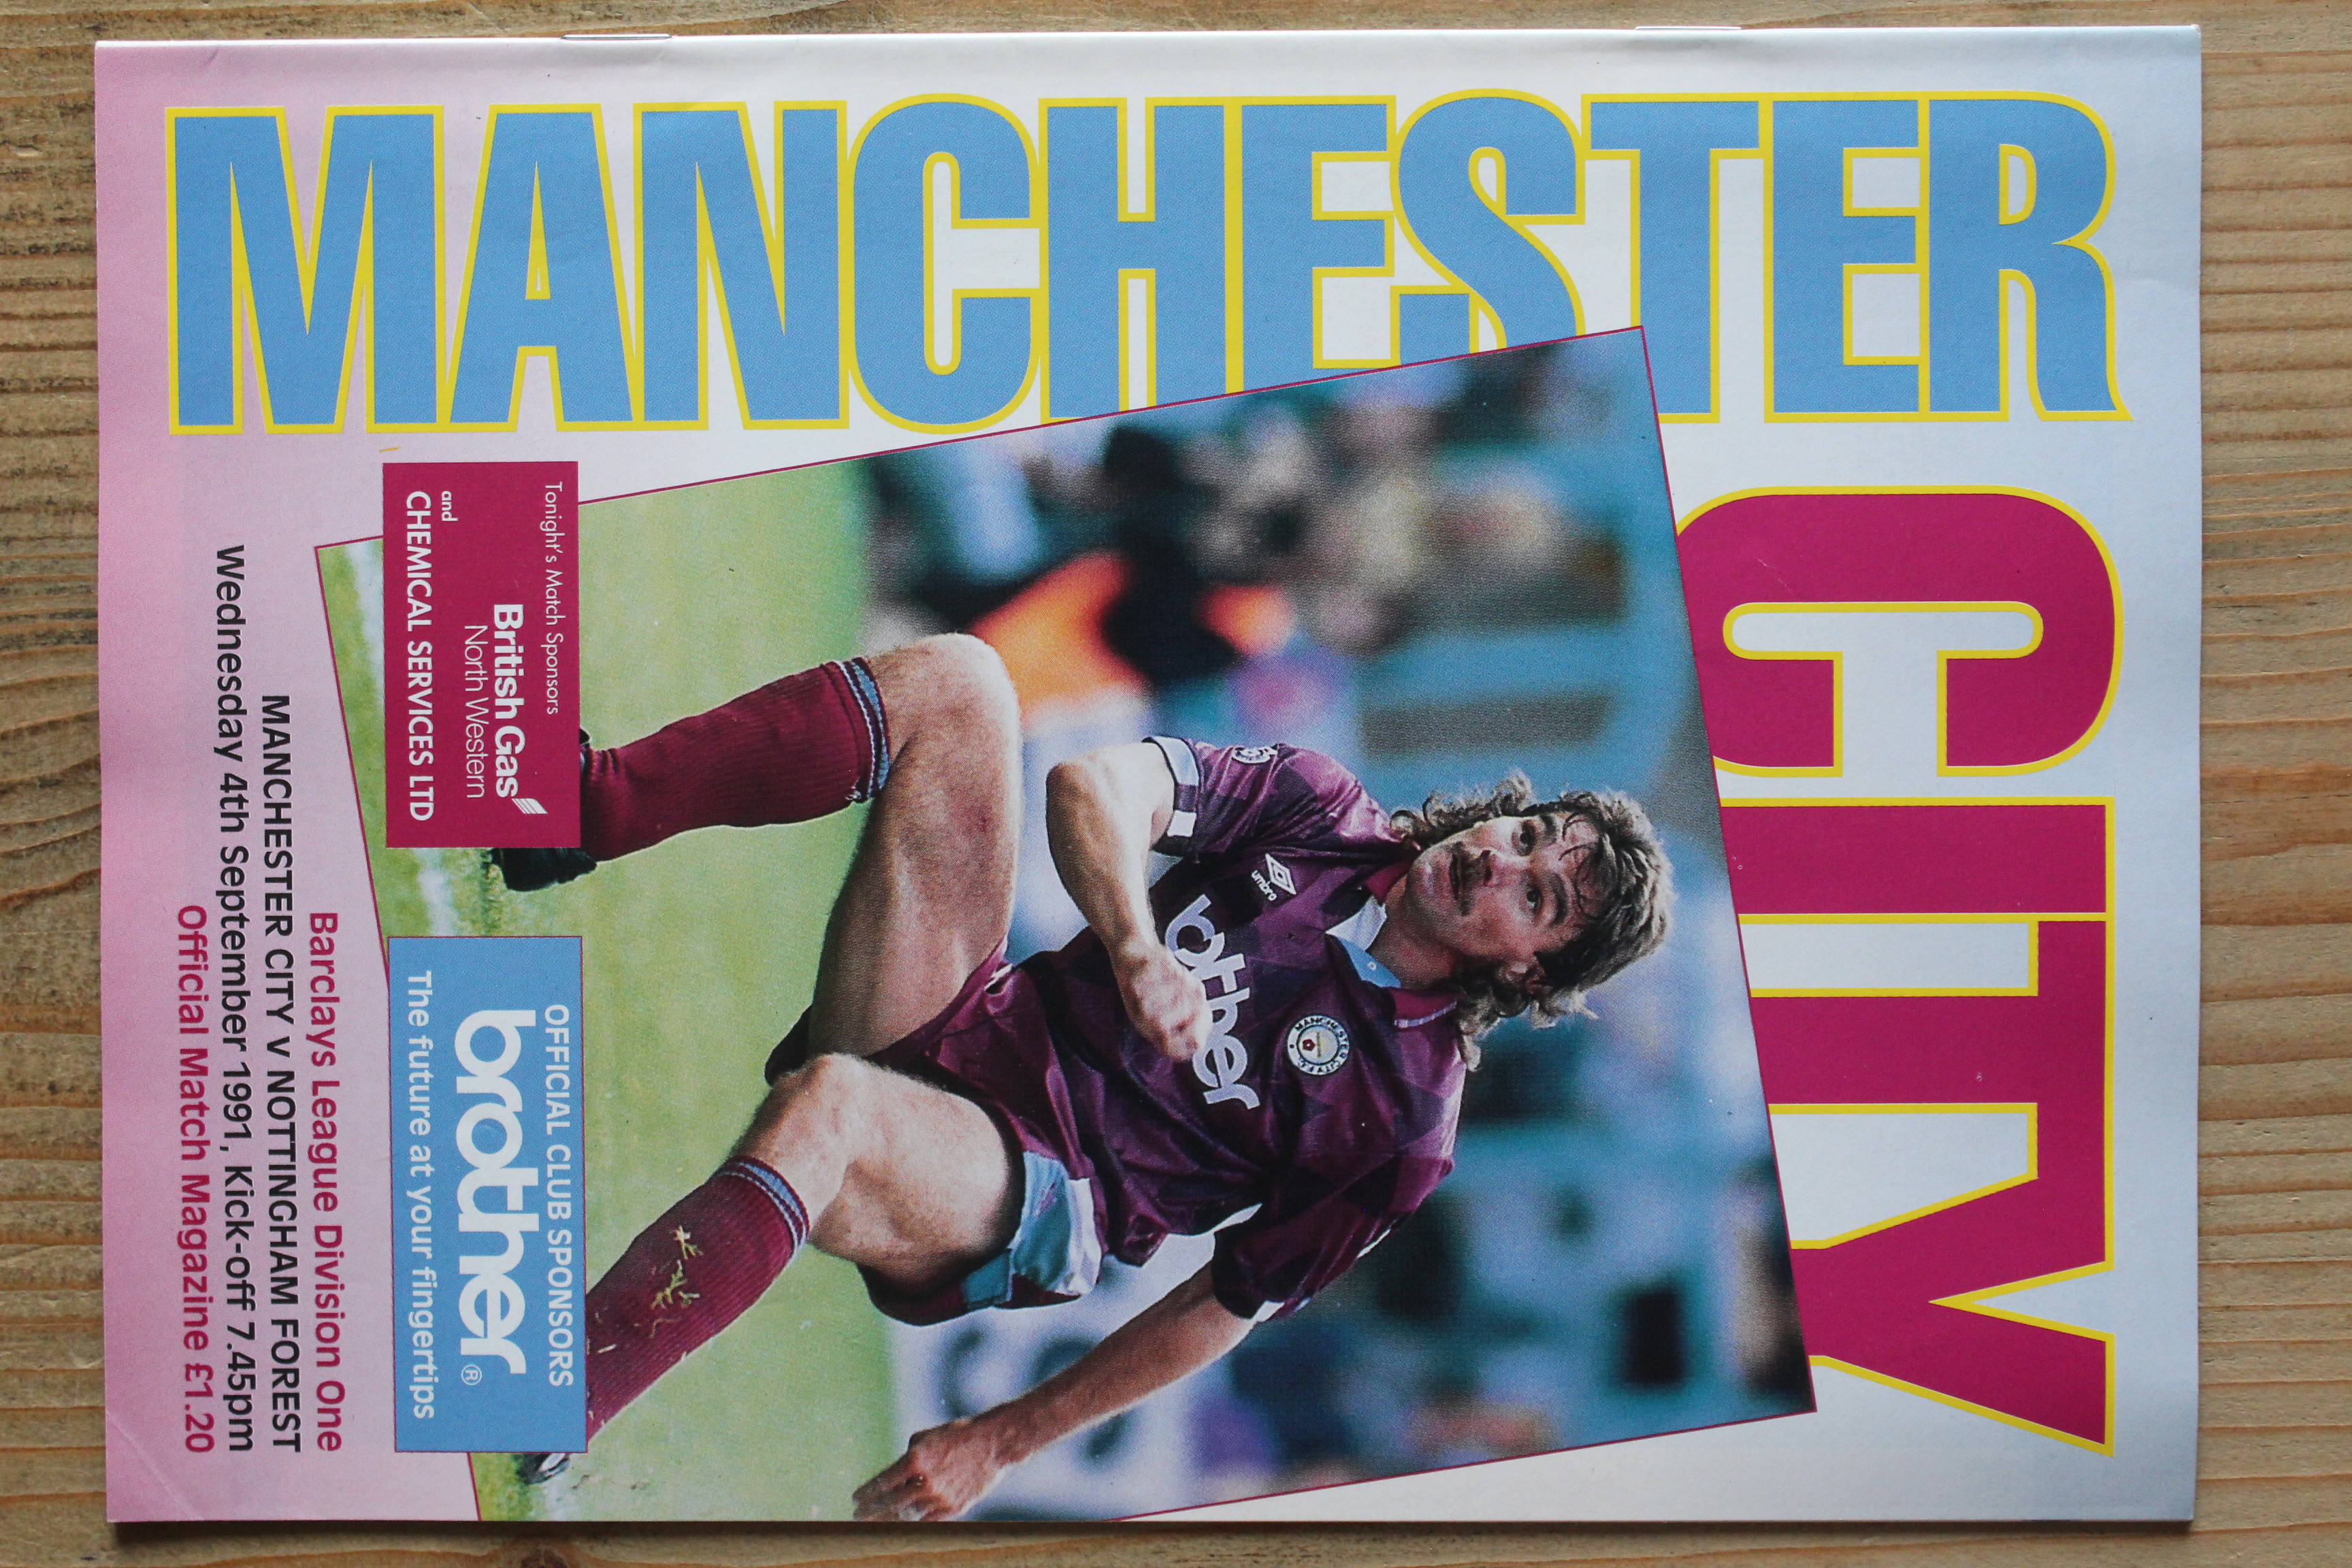 MANCHESTER
CITY
umbro
brother
MANCHESTER CITY F.C.
Tonight's Match Sponsors
British Gas
North Western
and
CHEMICAL SERVICES LTD
OFFICIAL CLUB SPONSORS
brother®
The future at your fingertips
Barclays League Division One
MANCHESTER CITY v NOTTINGHAM FOREST
Wednesday 4th September 1991, Kick-off 7.45pm
Official Match Magazine £1.20